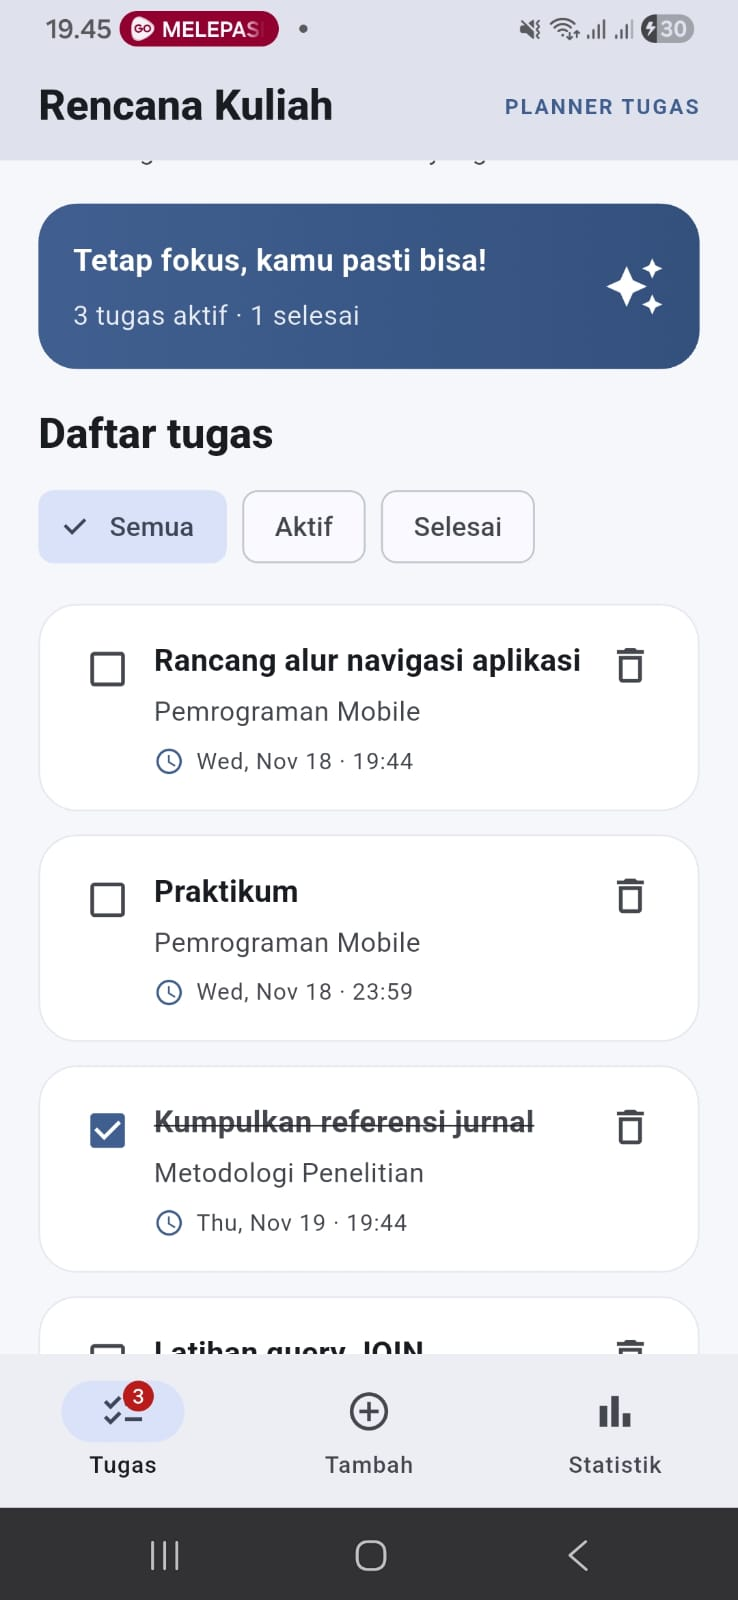 19.45 GO MELEPAS 30
Rencana Kuliah
PLANNER TUGAS
Tetap fokus, kamu pasti bisa!
3 tugas aktif · 1 selesai
Daftar tugas
Semua
Aktif
Selesai
Rancang alur navigasi aplikasi
Pemrograman Mobile
Wed, Nov 18 · 19:44
Praktikum
Pemrograman Mobile
Wed, Nov 18 · 23:59
Kumpulkan referensi jurnal
Metodologi Penelitian
Thu, Nov 19 · 19:44
Latihan query JOIN
3
Tugas
Tambah
Statistik